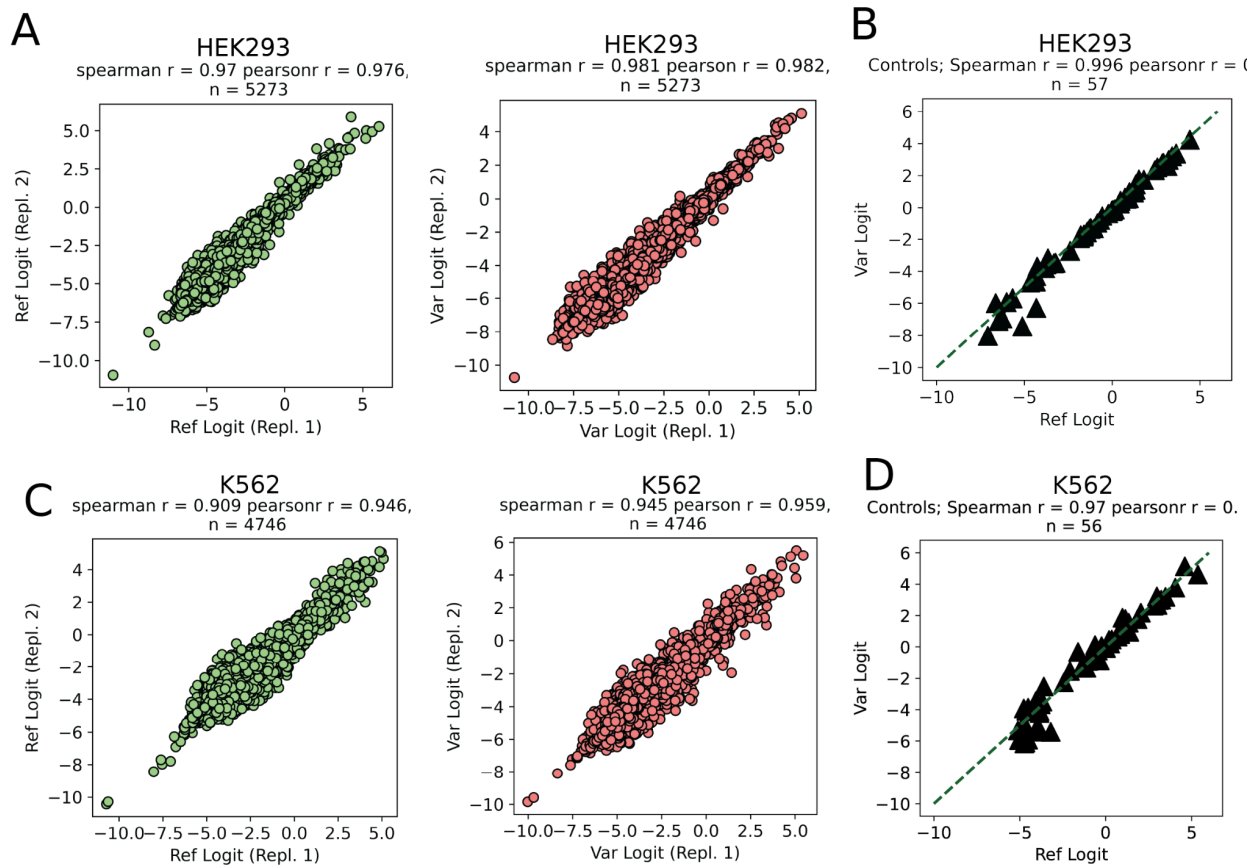 A
HEK293
spearman r = 0.97 pearsonr r = 0.976,
n = 5273
Ref Logit (Repl. 2)
5.0
2.5
0.0
−2.5
−5.0
−7.5
−10.0
−10
−5
0
5
Ref Logit (Repl. 1)
HEK293
spearman r = 0.981 pearson r = 0.982,
n = 5273
Var Logit (Repl. 2)
4
2
0
−2
−4
−6
−8
−10
−10.0
−7.5
−5.0
−2.5
0.0
2.5
5.0
Var Logit (Repl. 1)
B
HEK293
Controls; Spearman r = 0.996 pearsonr r = 0
n = 57
Var Logit
6
4
2
0
−2
−4
−6
−8
−10
−10
−5
0
5
Ref Logit
C
K562
spearman r = 0.909 pearsonr r = 0.946,
n = 4746
Ref Logit (Repl. 2)
4
2
0
−2
−4
−6
−8
−10
−10.0
−7.5
−5.0
−2.5
0.0
2.5
5.0
Ref Logit (Repl. 1)
K562
spearman r = 0.945 pearson r = 0.959,
n = 4746
Var Logit (Repl. 2)
6
4
2
0
−2
−4
−6
−8
−10
−10.0
−7.5
−5.0
−2.5
0.0
2.5
5.0
Var Logit (Repl. 1)
D
K562
Controls; Spearman r = 0.97 pearsonr r = 0.
n = 56
Var Logit
6
4
2
0
−2
−4
−6
−8
−10
−10
−5
0
5
Ref Logit